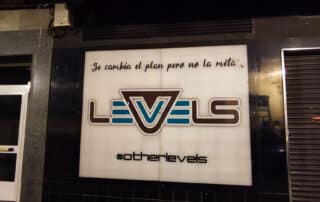 Se cambia el plan pero no la meta
LEVELS
#otherlevels